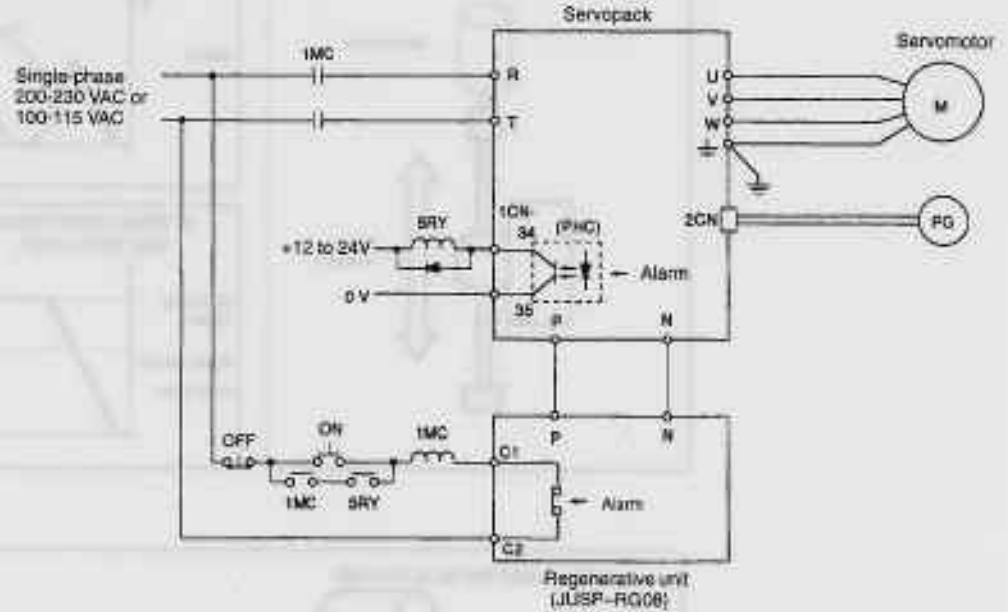 Servopack
Servomotor
1MC
Single-phase
200-230 VAC or
100-115 VAC
R
T
U
V
W
M
5RY
1CN-
34
(PHC)
+12 to 24V
Alarm
0 V
35
2CN
PG
P
N
P
N
OFF
ON
1MC
C1
1MC
5RY
Alarm
C2
Regenerative unit
(JUSP-RG08)